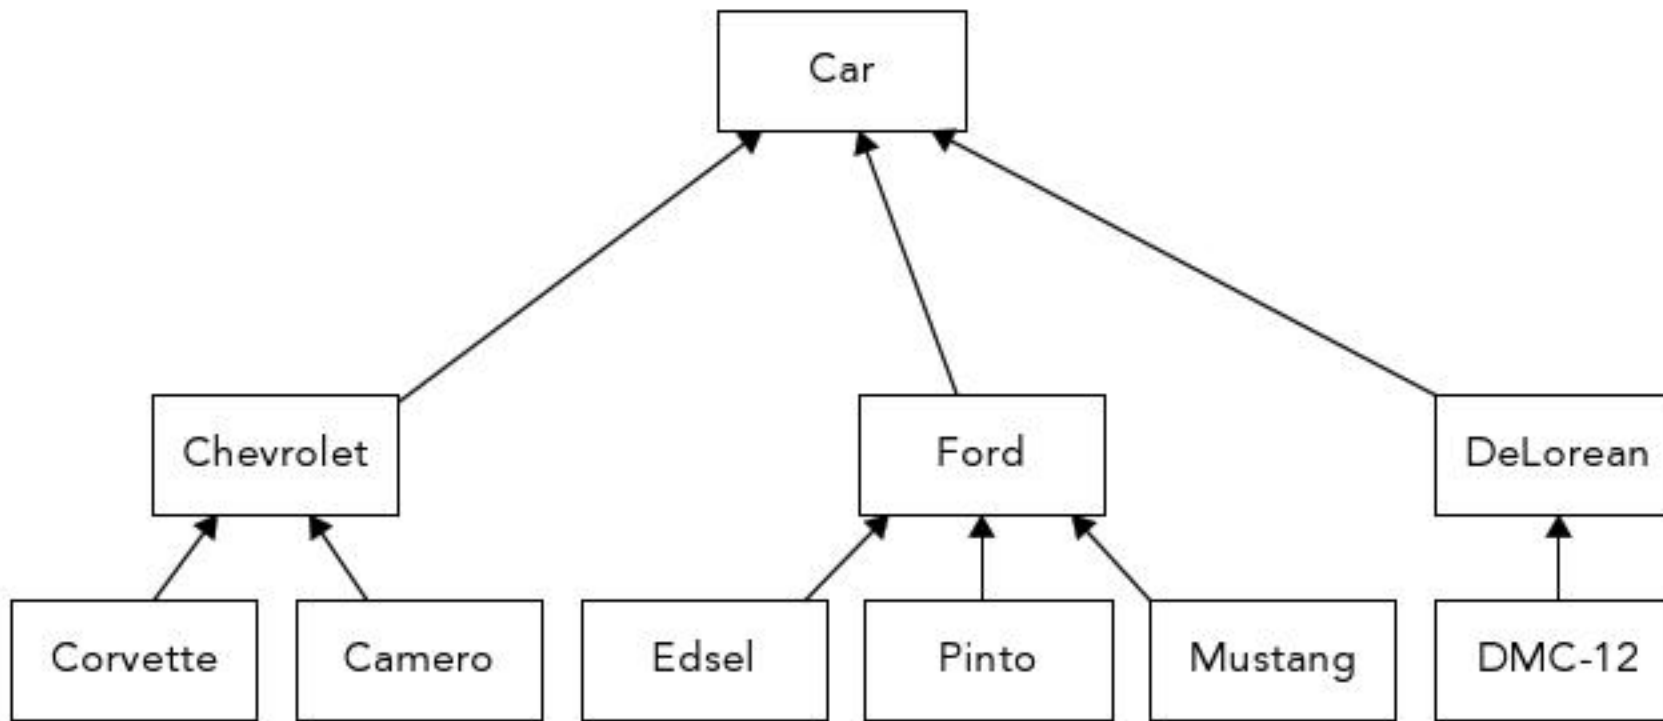 Car
Chevrolet
Ford
DeLorean
Corvette
Camero
Edsel
Pinto
Mustang
DMC-12